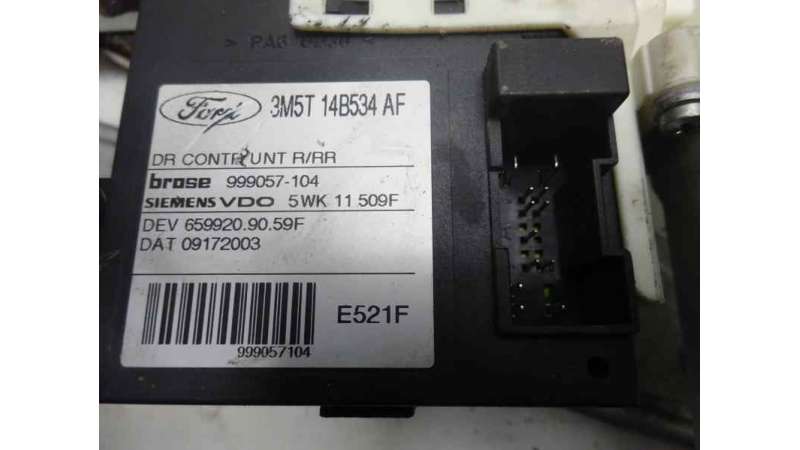 Ford 3M5T 14B534 AF
DR CONTR UNT R/RR
brose 999057-104
SIEMENS VDO 5WK 11 509F
DEV 659920.90.59F
DAT 09172003
E521F
999057104